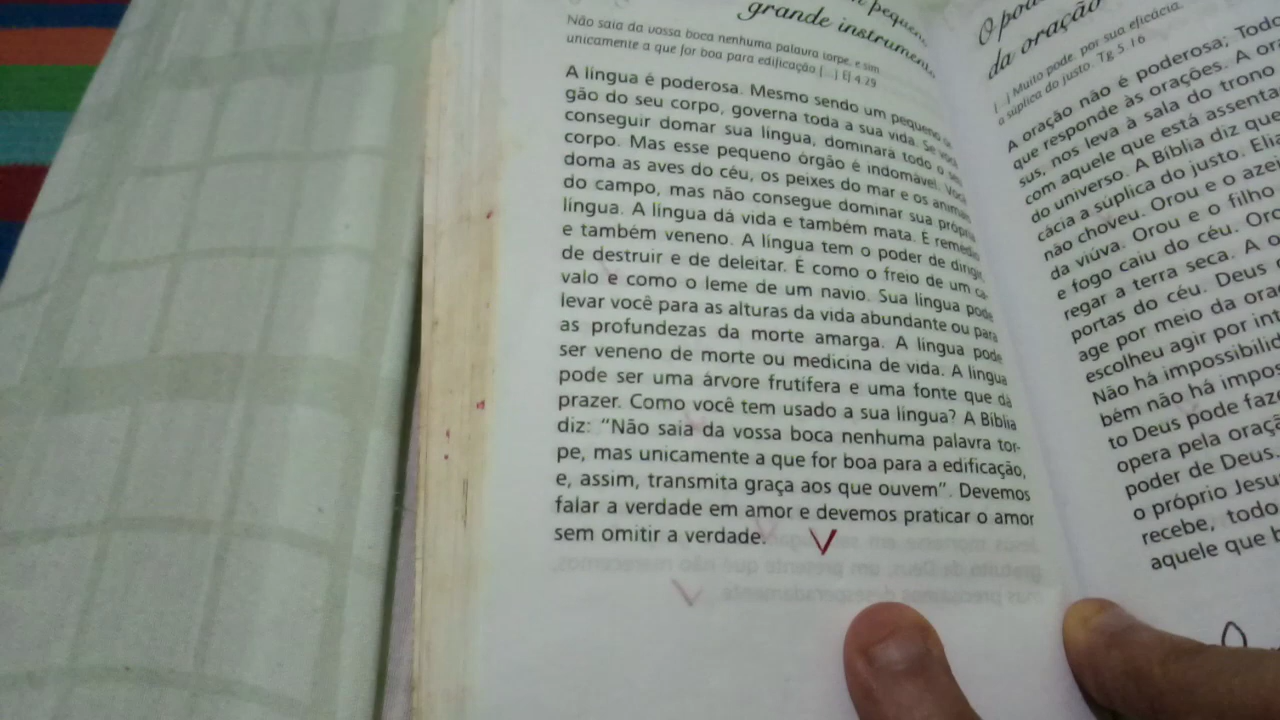 pequeno
grande instrumento
Não saia da vossa boca nenhuma palavra torpe, e sim
unicamente a que for boa para edificação [...] Ef 4.29
A língua é poderosa. Mesmo sendo um pequeno ór-
gão do seu corpo, governa toda a sua vida. Se você
conseguir domar sua língua, dominará todo o seu
corpo. Mas esse pequeno órgão é indomável. Você
doma as aves do céu, os peixes do mar e os animais
do campo, mas não consegue dominar sua própria
língua. A língua dá vida e também mata. É remédio
e também veneno. A língua tem o poder de dirigir,
de destruir e de deleitar. É como o freio de um ca-
valo e como o leme de um navio. Sua língua pode
levar você para as alturas da vida abundante ou para
as profundezas da morte amarga. A língua pode
ser veneno de morte ou medicina de vida. A língua
pode ser uma árvore frutífera e uma fonte que dá
prazer. Como você tem usado a sua língua? A Bíblia
diz: “Não saia da vossa boca nenhuma palavra tor-
pe, mas unicamente a que for boa para a edificação,
e, assim, transmita graça aos que ouvem”. Devemos
falar a verdade em amor e devemos praticar o amor
sem omitir a verdade.
O
da oração
[...] Muito pode, por sua eficácia,
a súplica do justo. Tg 5.16
A oração não é poderosa; Todo
que responde às orações. A
sus, nos leva à sala do trono
com aquele que está assenta
do universo. A Bíblia diz que
cácia a súplica do justo. Elia
não choveu. Orou e o azei
da viúva. Orou e o filho
e fogo caiu do céu. Oro
regar a terra seca. A o
portas do céu. Deus
age por meio da ora
escolheu agir por int
Não há impossibilid
bém não há impos
to Deus pode faze
opera pela oraçã
poder de Deus.
o próprio Jesu
recebe, todo
aquele que b